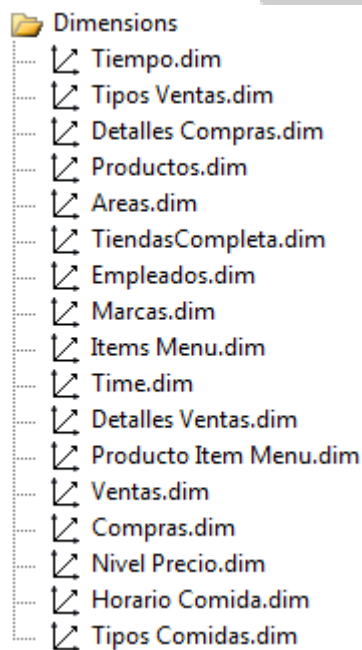 Dimensions
Tiempo.dim
Tipos Ventas.dim
Detalles Compras.dim
Productos.dim
Areas.dim
TiendasCompleta.dim
Empleados.dim
Marcas.dim
Items Menu.dim
Time.dim
Detalles Ventas.dim
Producto Item Menu.dim
Ventas.dim
Compras.dim
Nivel Precio.dim
Horario Comida.dim
Tipos Comidas.dim